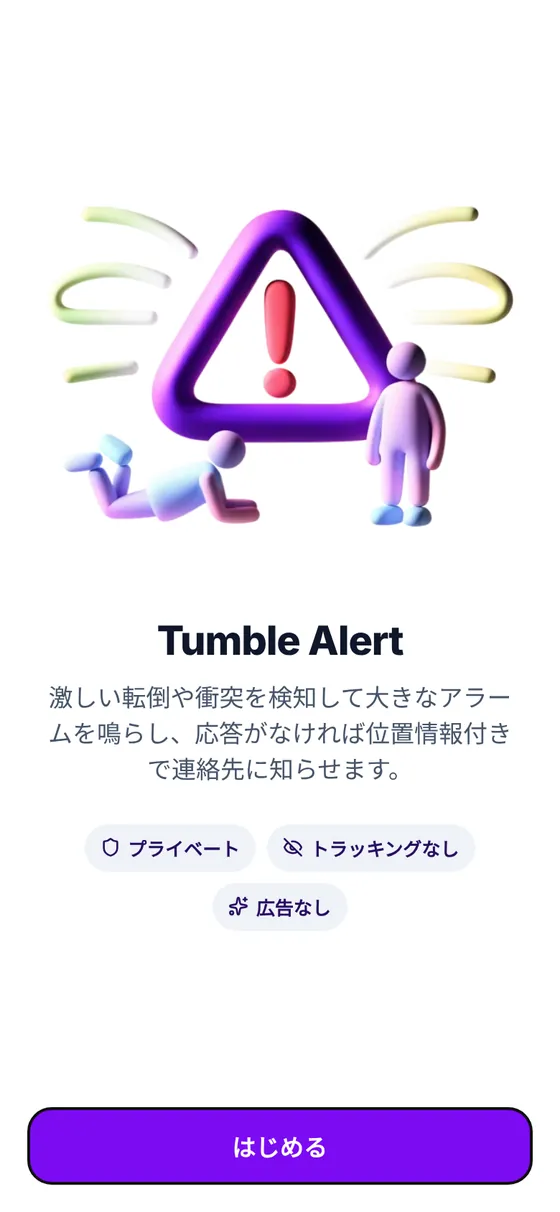 Tumble Alert
激しい転倒や衝突を検知して大きなアラー
ムを鳴らし、応答がなければ位置情報付き
で連絡先に知らせます。
プライベート
トラッキングなし
広告なし
はじめる